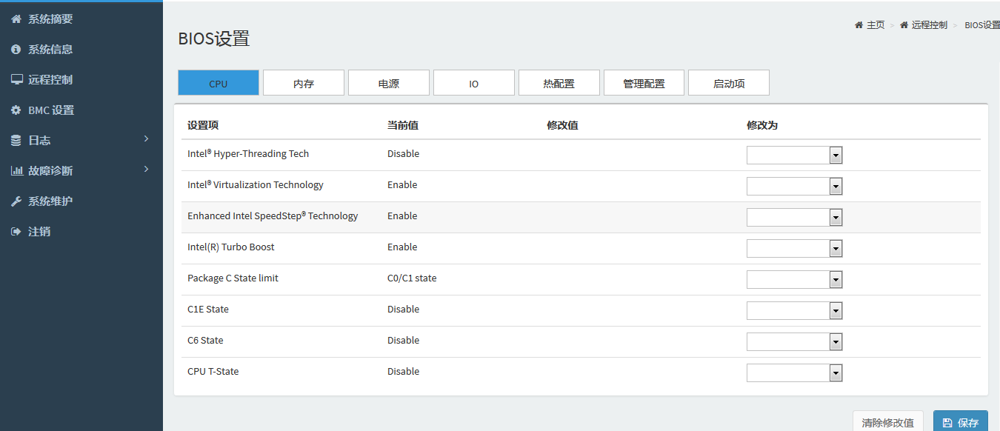 系统摘要
系统信息
远程控制
BMC 设置
日志
故障诊断
系统维护
注销
主页 > 远程控制 > BIOS设置
BIOS设置
CPU 内存 电源 IO 热配置 管理配置 启动项
设置项 当前值 修改值 修改为
Intel® Hyper-Threading Tech Disable
Intel® Virtualization Technology Enable
Enhanced Intel SpeedStep® Technology Enable
Intel(R) Turbo Boost Enable
Package C State limit C0/C1 state
C1E State Disable
C6 State Disable
CPU T-State Disable
清除修改值 保存